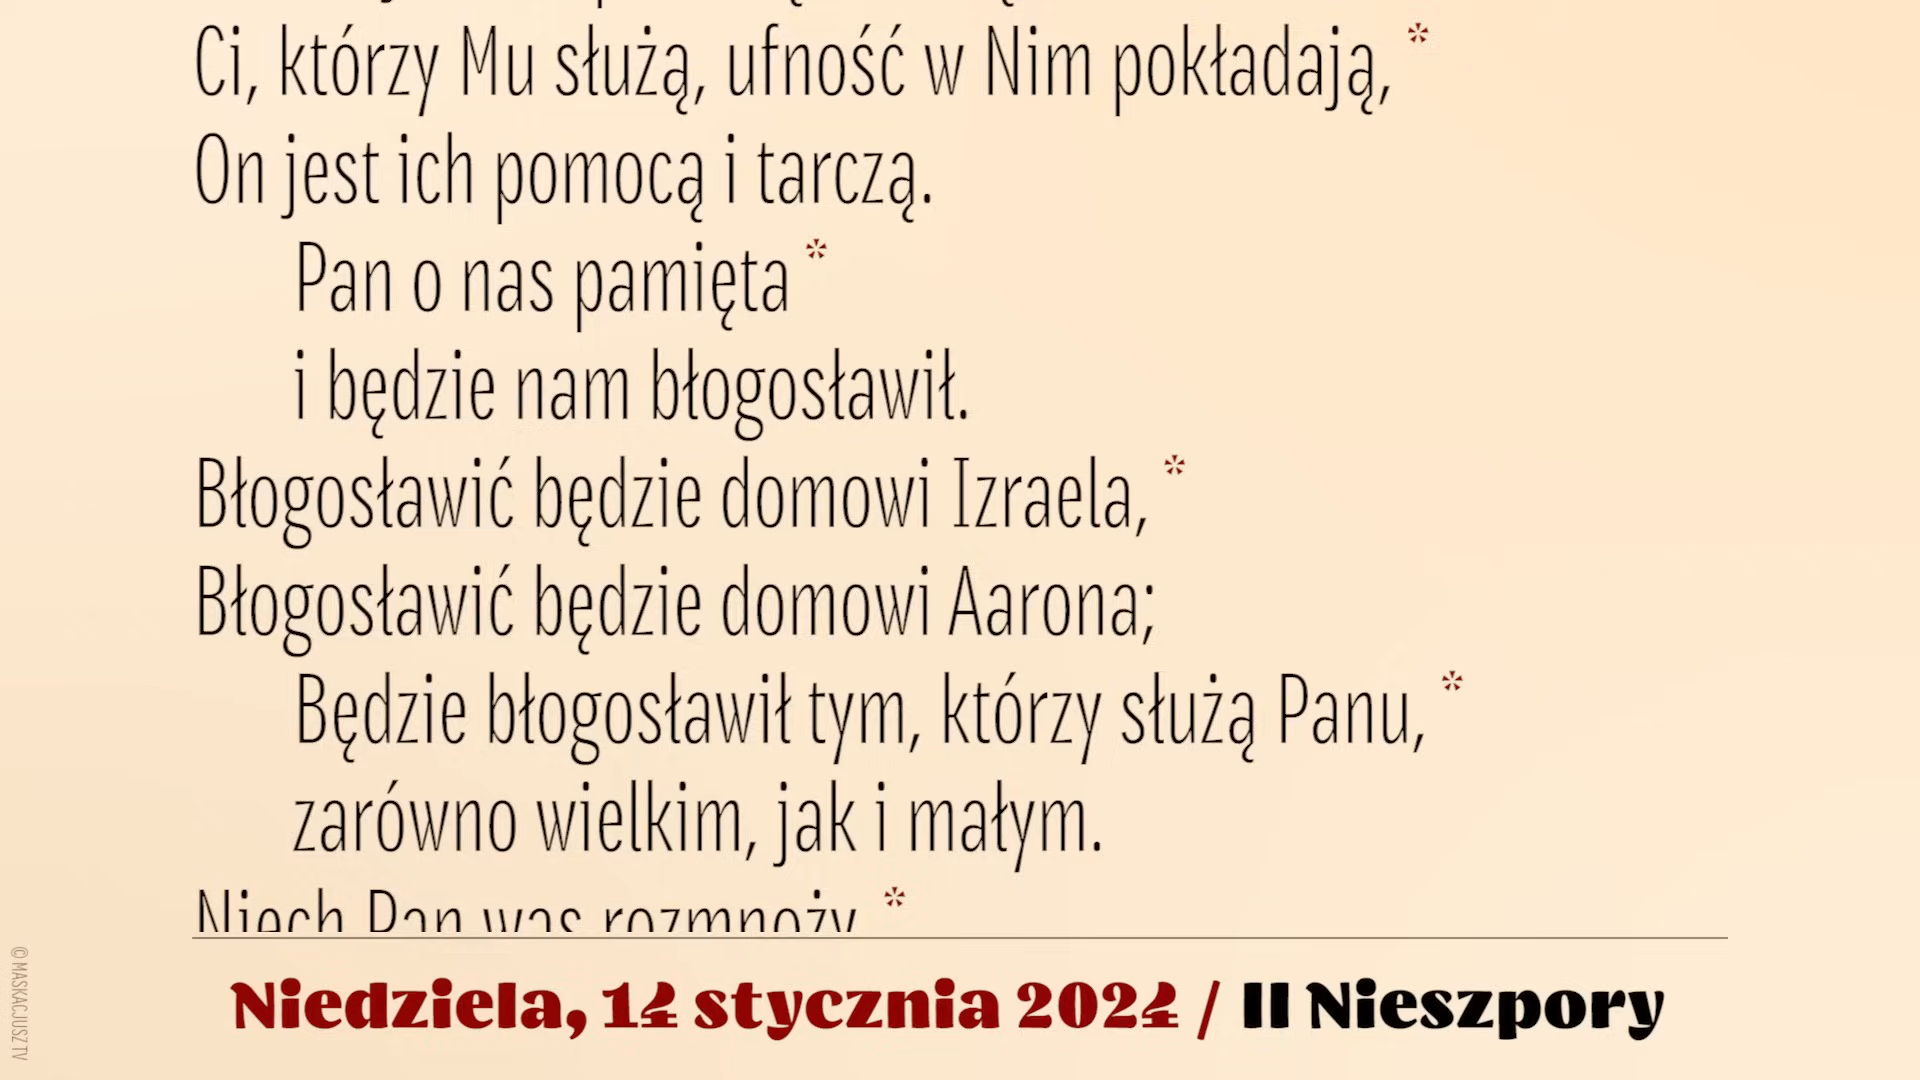 Ci, którzy Mu służą, ufność w Nim pokładają, *
On jest ich pomocą i tarczą.
Pan o nas pamięta *
i będzie nam błogosławił.
Błogosławić będzie domowi Izraela, *
Błogosławić będzie domowi Aarona;
Będzie błogosławił tym, którzy służą Panu, *
zarówno wielkim, jak i małym.
Niech Pan was rozmnoży *
Niedziela, 14 stycznia 2024 / II Nieszpory
© MASKACJUSZ TV